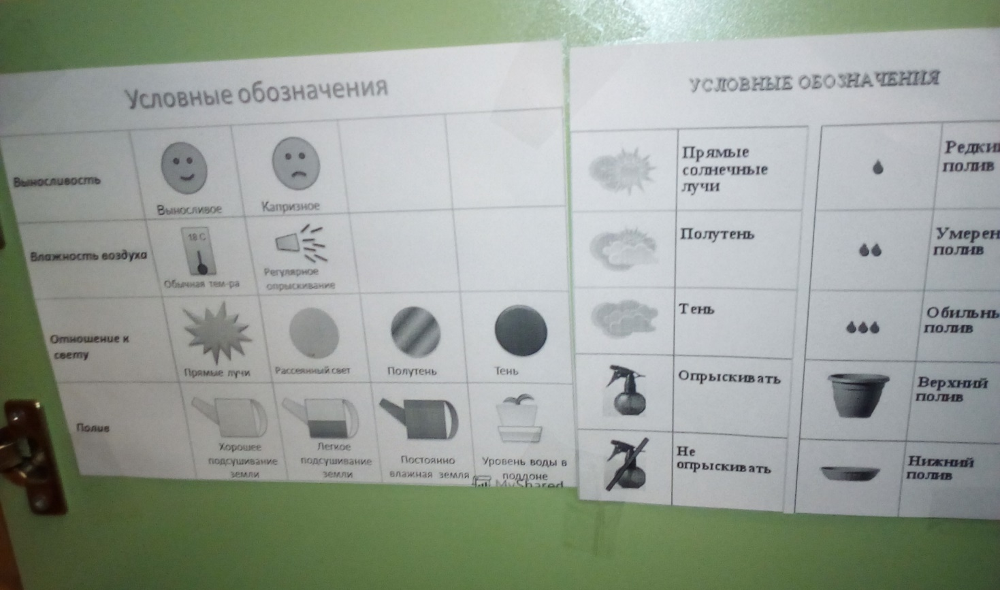 Условные обозначения
Выносливость
Выносливое
Капризное
Влажность воздуха
18 С
Обычная тем-ра
Регулярное
опрыскивание
Отношение к
свету
Прямые лучи
Рассеянный свет
Полутень
Тень
Полив
Хорошее
подсушивание
земли
Легкое
подсушивание
земли
Постоянно
влажная земля
Уровень воды в
поддоне
MyShared
УСЛОВНЫЕ ОБОЗНАЧЕНИЯ
Прямые
солнечные
лучи
Полутень
Тень
Опрыскивать
Не
опрыскивать
Редки
полив
Умерен
полив
Обильн
полив
Верхний
полив
Нижний
полив